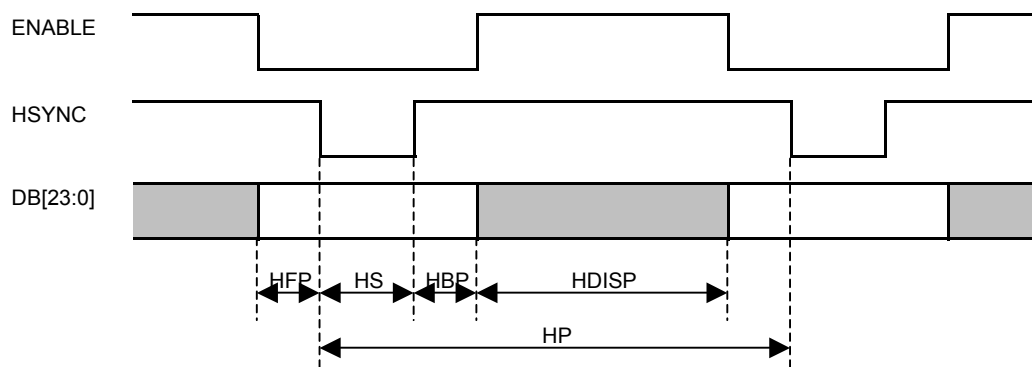 ENABLE
HSYNC
DB[23:0]
HFP HS HBP HDISP
HP